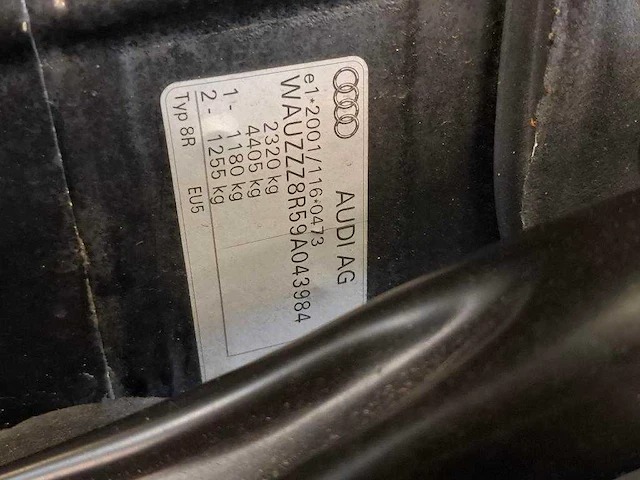 AUDI AG
e1*2001/116*0473
WAUZZZ8R59A043984
2320 kg
4405 kg
1- 1180 kg
2- 1255 kg
Typ 8R EU5